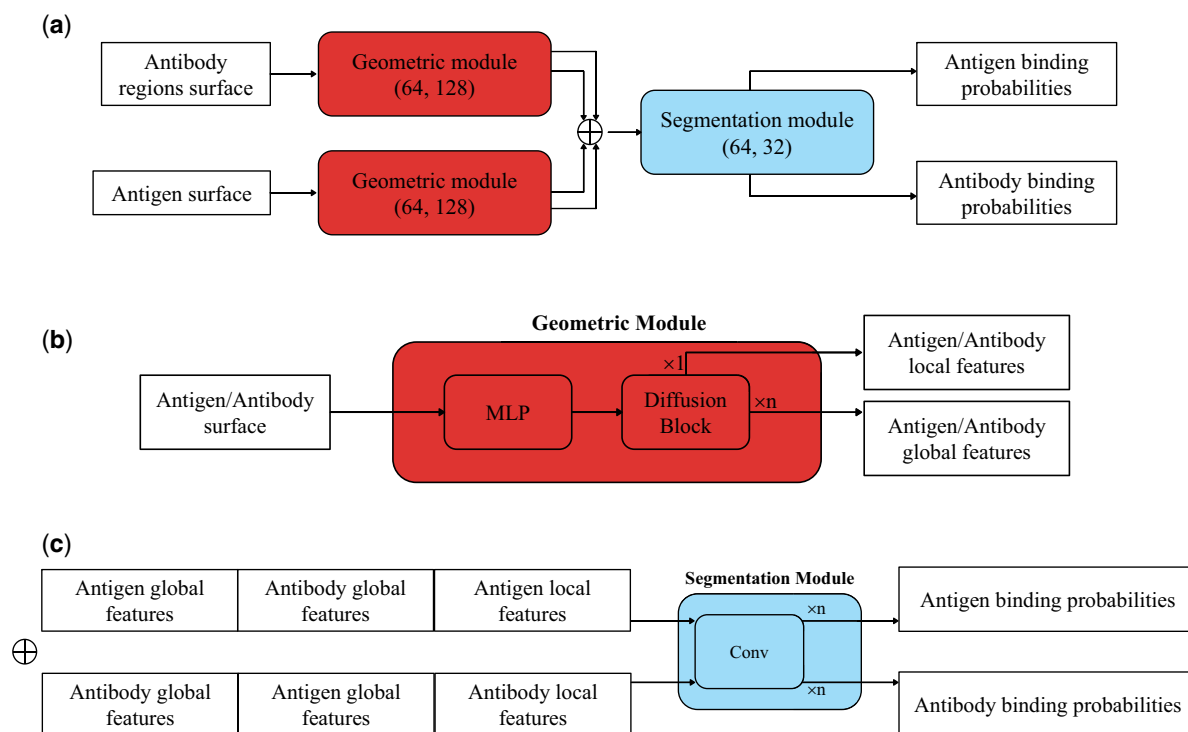 (a)
Antibody
regions surface
Geometric module
(64, 128)
Antigen surface
Geometric module
(64, 128)
Segmentation module
(64, 32)
Antigen binding
probabilities
Antibody binding
probabilities
(b)
Geometric Module
Antigen/Antibody
surface
MLP
Diffusion
Block
×1
×n
Antigen/Antibody
local features
Antigen/Antibody
global features
(c)
Antigen global
features
Antibody global
features
Antigen local
features
Antibody global
features
Antigen global
features
Antibody local
features
Segmentation Module
Conv
×n
×n
Antigen binding probabilities
Antibody binding probabilities